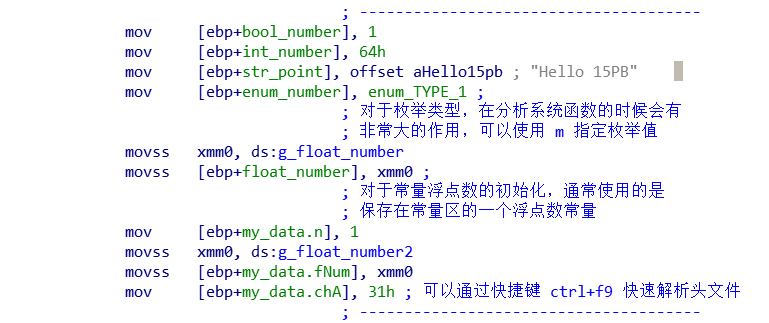 ; --------------------------------------
mov [ebp+bool_number], 1
mov [ebp+int_number], 64h
mov [ebp+str_point], offset aHello15pb ; "Hello 15PB"
mov [ebp+enum_number], enum_TYPE_1 ;
; 对于枚举类型，在分析系统函数的时候会有
; 非常大的作用，可以使用 m 指定枚举值
movss xmm0, ds:g_float_number
movss [ebp+float_number], xmm0 ;
; 对于常量浮点数的初始化，通常使用的是
; 保存在常量区的一个浮点数常量
mov [ebp+my_data.n], 1
movss xmm0, ds:g_float_number2
movss [ebp+my_data.fNum], xmm0
mov [ebp+my_data.chA], 31h ; 可以通过快捷键 ctrl+f9 快速解析头文件
; --------------------------------------